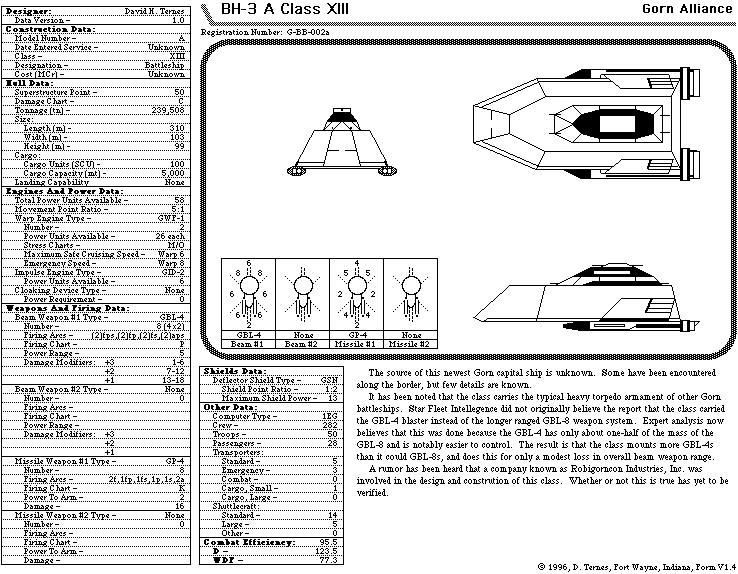 BH-3 A Class XIII
Gorn Alliance
Registration Number: G-BB-002a
Designer: David H. Ternes
Data Version - 1.0
Construction Data:
Model Number - A
Date Entered Service - Unknown
Class - XIII
Designation - Battleship
Cost (MCr) - Unknown
Hull Data:
Superstructure Point - 50
Damage Chart - C
Tonnage (tn) - 239,508
Size:
Length (m) - 310
Width (m) - 103
Height (m) - 99
Cargo:
Cargo Units (SCU) - 100
Cargo Capacity (mt) - 5,000
Landing Capability None
Engines And Power Data:
Total Power Units Available - 58
Movement Point Ratio - 5:1
Warp Engine Type - GWF-1
Number - 2
Power Units Available - 26 each
Stress Charts - M/O
Maximum Safe Cruising Speed - Warp 6
Emergency Speed - Warp 8
Impulse Engine Type - GID-2
Power Units Available - 6
Cloaking Device Type - None
Power Requirement - 0
Weapons And Firing Data:
Beam Weapon #1 Type - GBL-4
Number - 8 (4x2)
Firing Arcs - (2)fps,(2)fp,(2)fs,(2)aps
Firing Chart - P
Power Range - 5
Damage Modifiers: +3 1-6
+2 7-12
+1 13-18
Beam Weapon #2 Type - None
Number - 0
Firing Arcs -
Firing Chart -
Power Range -
Damage Modifiers: +3
+2
+1
Missile Weapon #1 Type - GP-4
Number - 8
Firing Arcs - 2f,1fp,1fs,1p,1s,2a
Firing Chart - K
Power To Arm - 2
Damage - 16
Missile Weapon #2 Type - None
Number - 0
Firing Arcs -
Firing Chart -
Power To Arm -
Damage -
6 4
8 8 5 5
6 6 2 2
2 2
GBL-4 None GP-4 None
Beam #1 Beam #2 Missile #1 Missile #2
Shields Data:
Deflector Shield Type - GSN
Shield Point Ratio - 1:2
Maximum Shield Power - 13
Other Data:
Computer Type - 1EG
Crew - 282
Troops - 50
Passengers - 28
Transporters:
Standard - 5
Emergency - 5
Combat - 0
Cargo, Small - 1
Cargo, Large - 0
Shuttlecraft:
Standard - 14
Large - 5
Other - 0
Combat Efficiency: 95.5
D - 123.5
WDF - 77.3
The source of this newest Gorn capital ship is unknown. Some have been encountered
along the border, but few details are known.
It has been noted that the class carries the typical heavy torpedo armament of other Gorn
battleships. Star Fleet Intellegence did not originally believe the report that the class carried
the GBL-4 blaster instead of the longer ranged GBL-8 weapon system. Expert analysis now
believes that this was done because the GBL-4 has only about one-half of the mass of the
GBL-8 and is notably easier to control. The result is that the class mounts more GBL-4s
than it could GBL-8s, and does this for only a modest loss in overall beam weapon range.
A rumor has been heard that a company known as Robigorncon Industries, Inc. was
involved in the design and constrution of this class. Whether or not this is true has yet to be
verified.
© 1996, D. Ternes, Fort Wayne, Indiana, Form V1.4